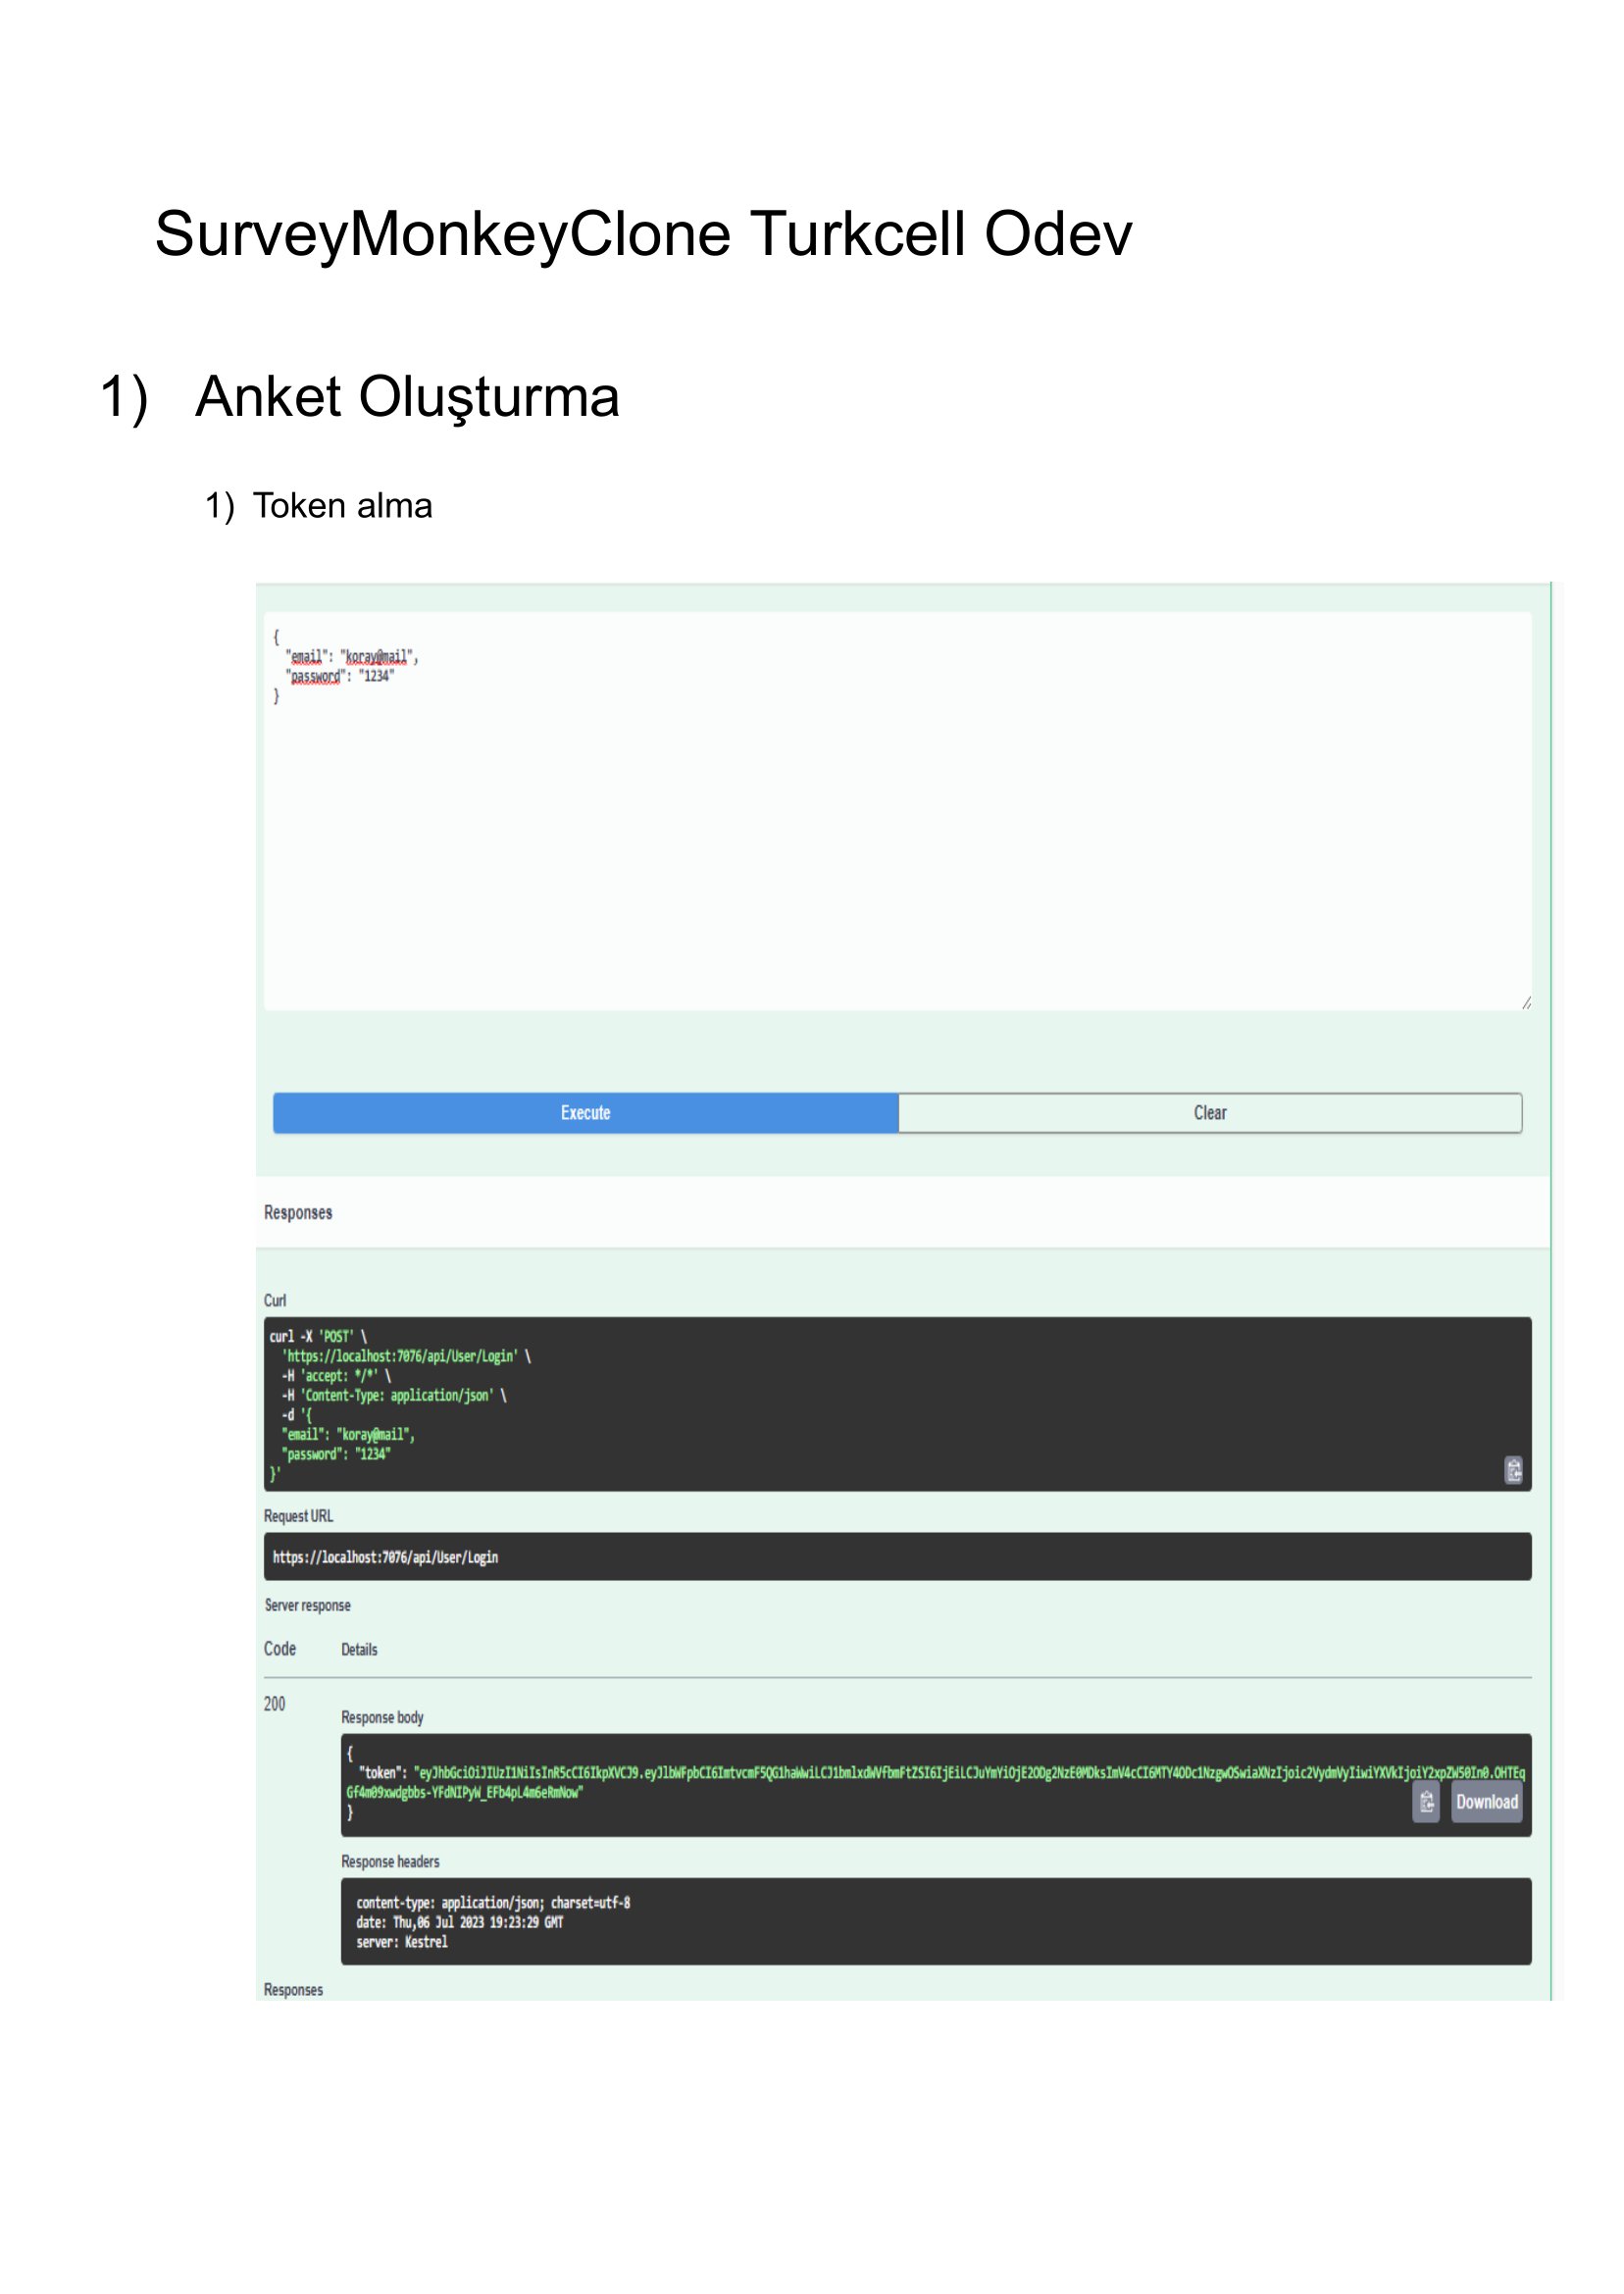 SurveyMonkeyClone Turkcell Odev
1) Anket Oluşturma
1) Token alma
{
"email": "koray@mail",
"password": "1234"
}
Execute
Clear
Responses
Curl
curl -X 'POST' \
'https://localhost:7076/api/User/Login' \
-H 'accept: */*' \
-H 'Content-Type: application/json' \
-d '{
"email": "koray@mail",
"password": "1234"
}'
Request URL
https://localhost:7076/api/User/Login
Server response
Code Details
200
Response body
{
"token": "eyJhbGciOiJIUzI1NiIsInR5cCI6IkpXVCJ9.eyJlbWFpbCI6ImtvcmF5QG1haWwiLCJ1bmlxdWVfbmFtZSI6IjEiLCJuYmYiOjE2ODg2NzE0MDksImV4cCI6MTY4ODc1NzgwOSwiaXNzIjoic2VydmVyIiwiYXVkIjoiY2xpZW50In0.OHTEq
Gf4m09xwdgbbs-YFdNIPyW_EFb4pL4m6eRmNow"
}
Download
Response headers
content-type: application/json; charset=utf-8
date: Thu,06 Jul 2023 19:23:29 GMT
server: Kestrel
Responses